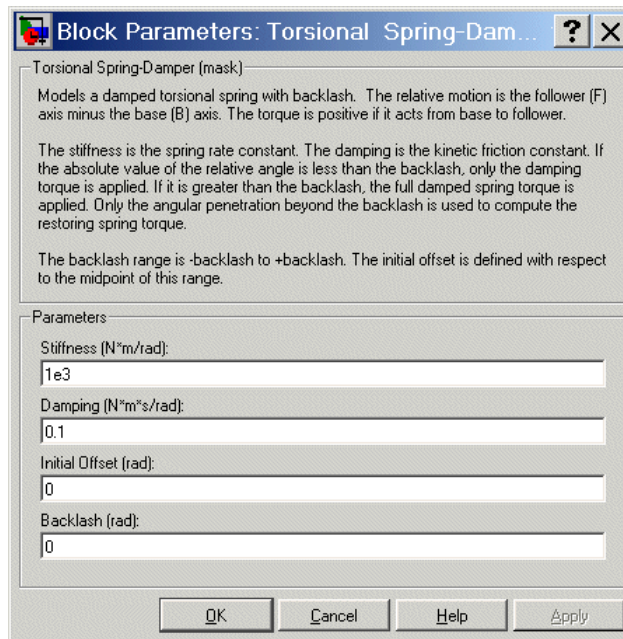 Block Parameters: Torsional Spring-Dam... ? X
Torsional Spring-Damper (mask)
Models a damped torsional spring with backlash. The relative motion is the follower (F)
axis minus the base (B) axis. The torque is positive if it acts from base to follower.
The stiffness is the spring rate constant. The damping is the kinetic friction constant. If
the absolute value of the relative angle is less than the backlash, only the damping
torque is applied. If it is greater than the backlash, the full damped spring torque is
applied. Only the angular penetration beyond the backlash is used to compute the
restoring spring torque.
The backlash range is -backlash to +backlash. The initial offset is defined with respect
to the midpoint of this range.
Parameters
Stiffness (N*m/rad):
1e3
Damping (N*m*s/rad):
0.1
Initial Offset (rad):
0
Backlash (rad):
0
OK Cancel Help Apply